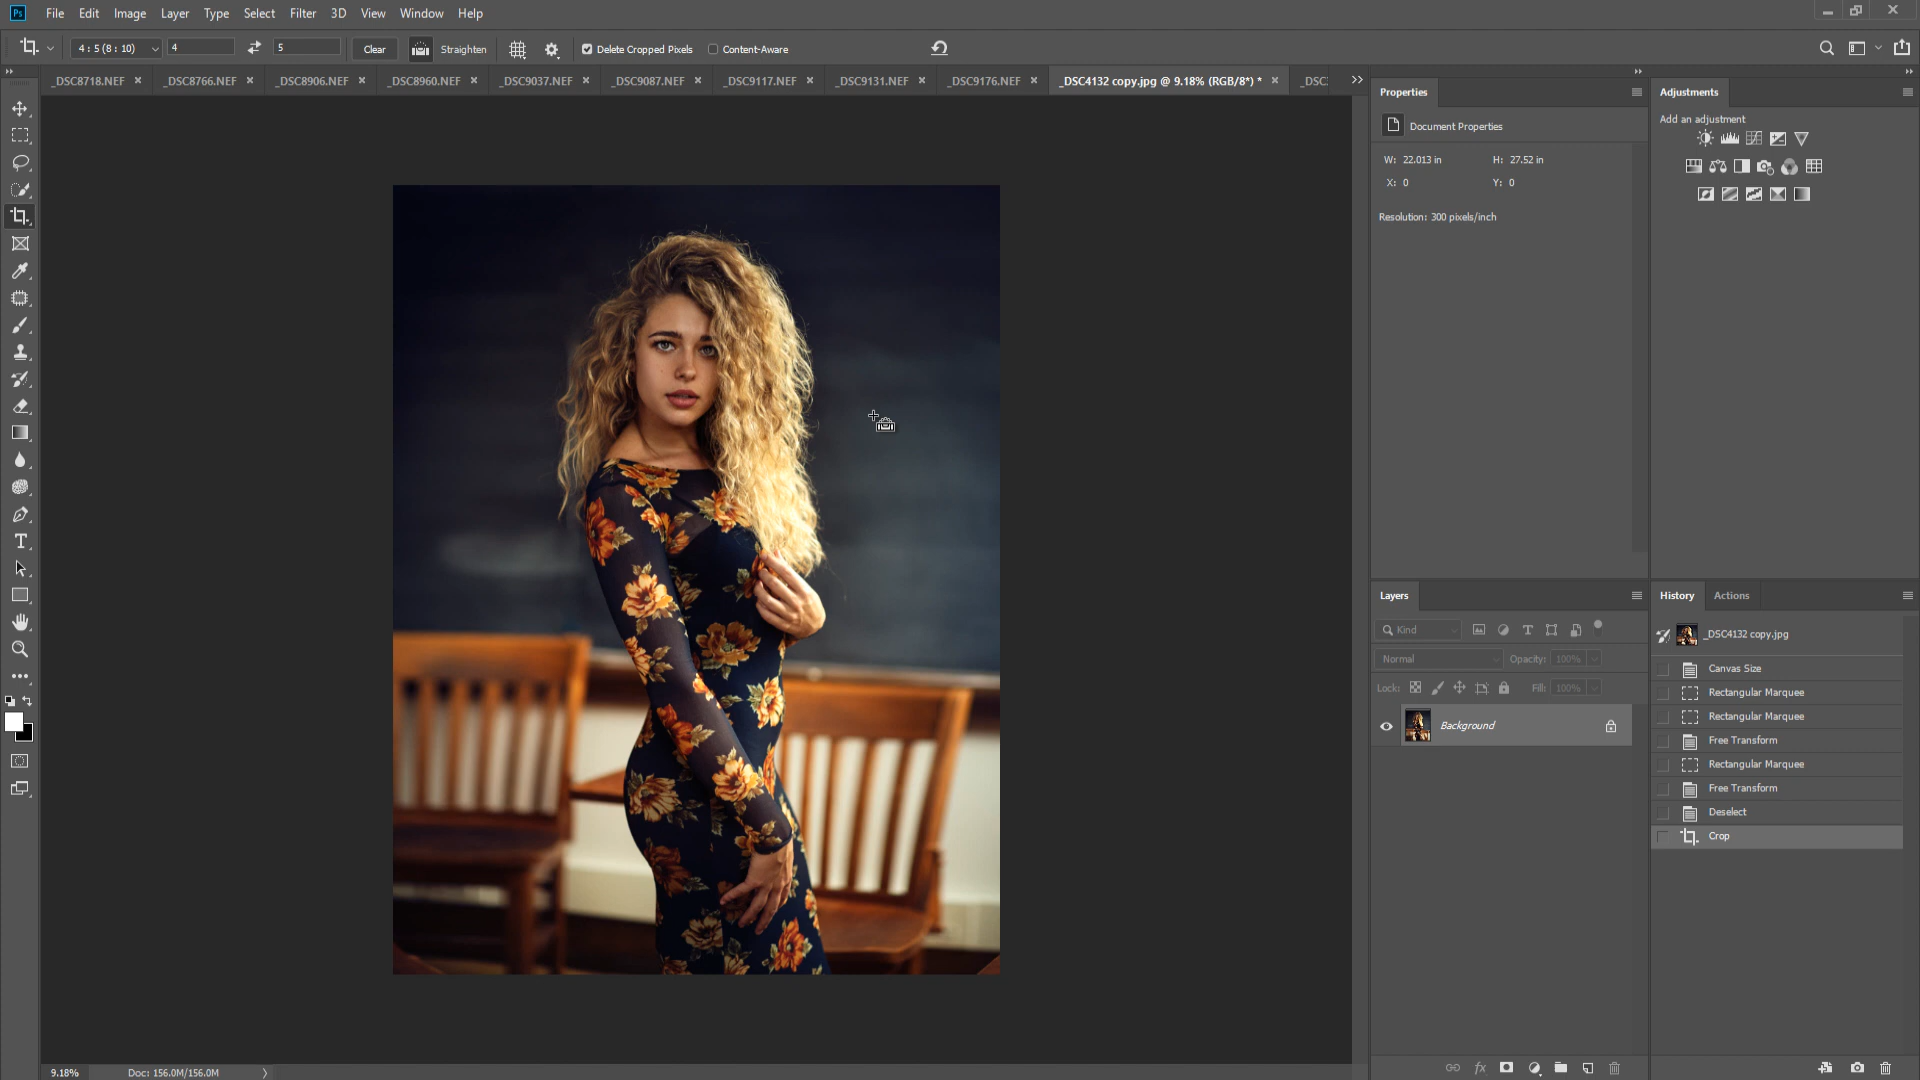 Ps File Edit Image Layer Type Select Filter 3D View Window Help
4 : 5 (8 : 10) 4 5 Clear Straighten Delete Cropped Pixels Content-Aware
_DSC8718.NEF × _DSC8766.NEF × _DSC8906.NEF × _DSC8960.NEF × _DSC9037.NEF × _DSC9087.NEF × _DSC9117.NEF × _DSC9131.NEF × _DSC9176.NEF × _DSC4132 copy.jpg @ 9.18% (RGB/8*) * ×
Properties
Document Properties
W: 22.013 in H: 27.52 in
X: 0 Y: 0
Resolution: 300 pixels/inch
Adjustments
Add an adjustment
Layers
Kind
Normal Opacity: 100%
Lock: Fill: 100%
Background
History Actions
_DSC4132 copy.jpg
Canvas Size
Rectangular Marquee
Rectangular Marquee
Free Transform
Rectangular Marquee
Free Transform
Deselect
Crop
9.18% Doc: 156.0M/156.0M